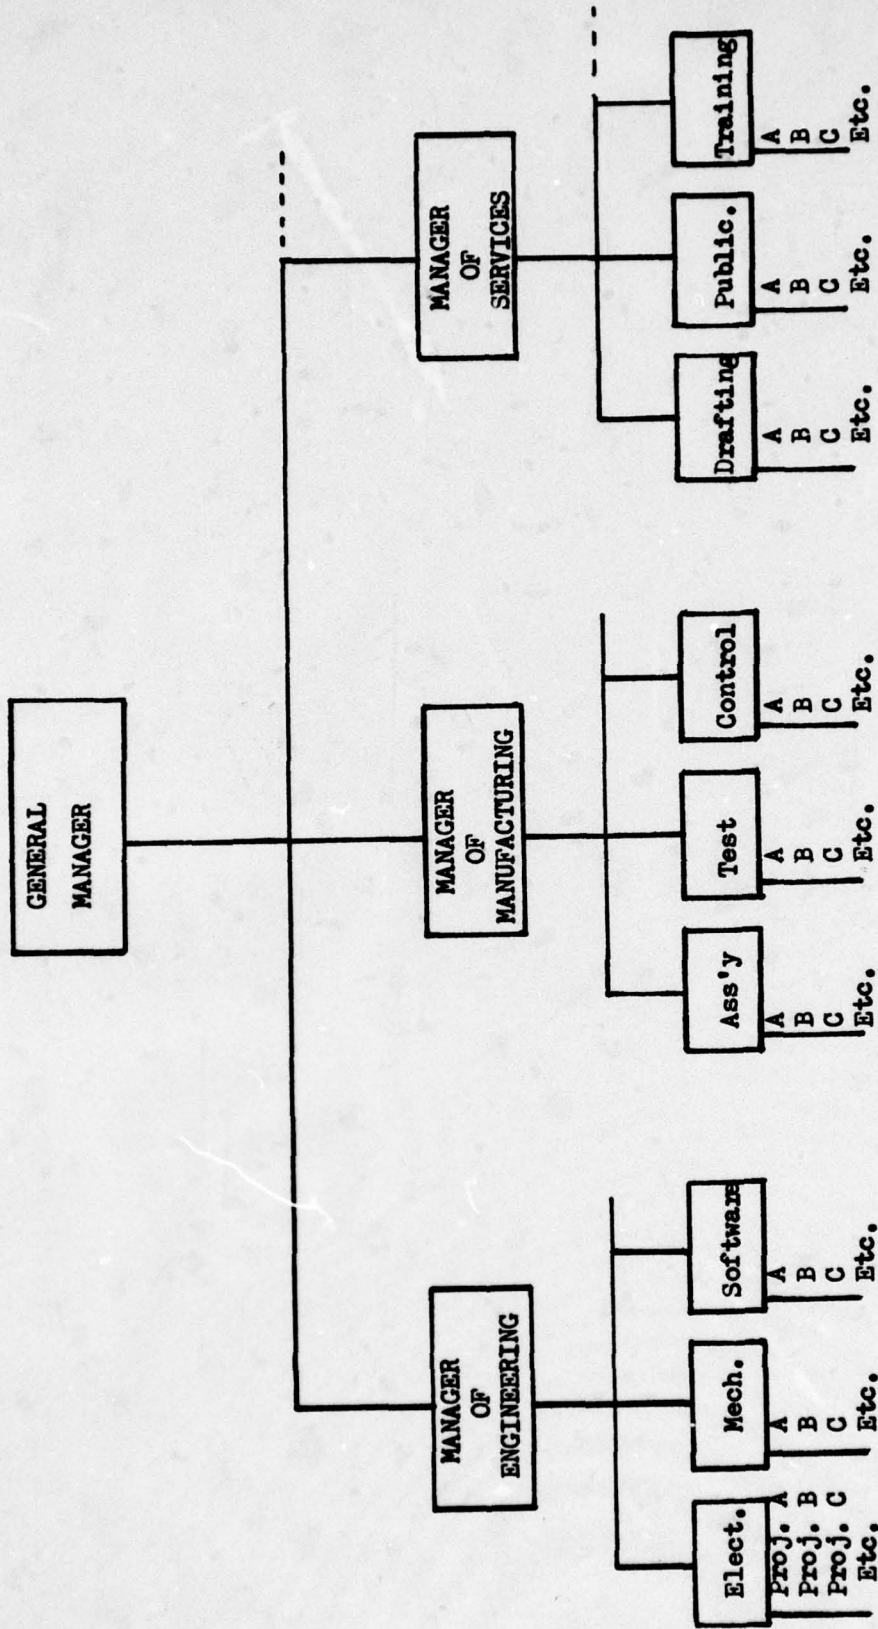 GENERAL
MANAGER
MANAGER
OF
ENGINEERING
MANAGER
OF
MANUFACTURING
MANAGER
OF
SERVICES
Elect.
Proj. A
Proj. B
Proj. C
Etc.
Mech.
A
B
C
Etc.
Software
A
B
C
Etc.
Ass'y
A
B
C
Etc.
Test
A
B
C
Etc.
Control
A
B
C
Etc.
Drafting
A
B
C
Etc.
Public.
A
B
C
Etc.
Training
A
B
C
Etc.